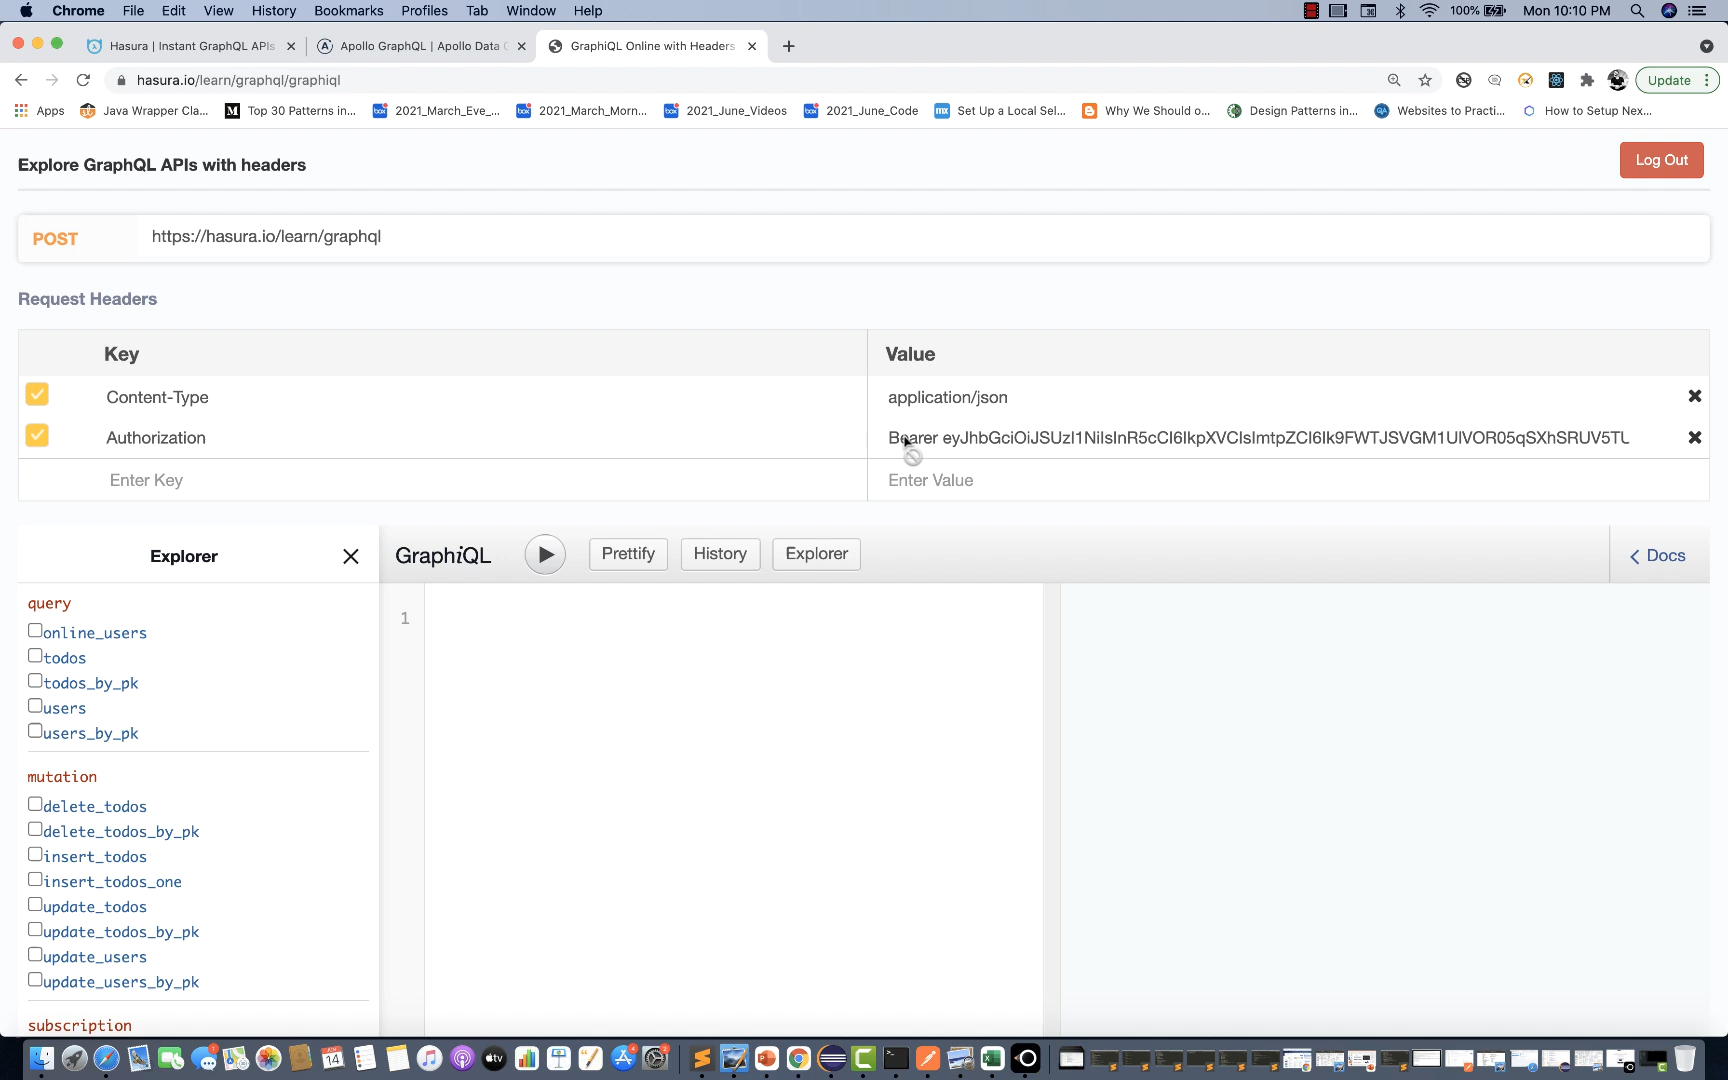 Chrome File Edit View History Bookmarks Profiles Tab Window Help 100% Mon 10:10 PM
Hasura | Instant GraphQL APIs Apollo GraphQL | Apollo Data GraphiQL Online with Headers
hasura.io/learn/graphql/graphiql Update
Apps Java Wrapper Cla... Top 30 Patterns in... 2021_March_Eve_... 2021_March_Morn... 2021_June_Videos 2021_June_Code Set Up a Local Sel... Why We Should o... Design Patterns in... Websites to Practi... How to Setup Nex...
Explore GraphQL APIs with headers
Log Out
POST https://hasura.io/learn/graphql
Request Headers
Key Value
Content-Type application/json
Authorization Bearer
Enter Key Enter Value
Explorer GraphiQL Prettify History Explorer Docs
query
online_users
todos
todos_by_pk
users
users_by_pk
mutation
delete_todos
delete_todos_by_pk
insert_todos
insert_todos_one
update_todos
update_todos_by_pk
update_users
update_users_by_pk
subscription
1